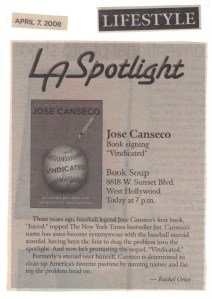 APRIL 7, 2008
LIFESTYLE
LA Spotlight
JOSE CANSECO
VINDICATED
Jose Canseco
Book signing
"Vindicated"
Book Soup
8818 W. Sunset Blvd.
West Hollywood
Today at 7 p.m.
Three years ago, baseball legend Jose Canseco's first book,
"Juiced," topped The New York Times bestseller list. Canseco's
name has since become synonymous with the baseball steroid
scandal, having been the first to drag the problem into the
spotlight. And now he's promoting the sequel, "Vindicated."
Formerly a steroid user himself, Canseco is determined to
clean up America's favorite pastime by naming names and fac-
ing the problem head on.
— Rachel